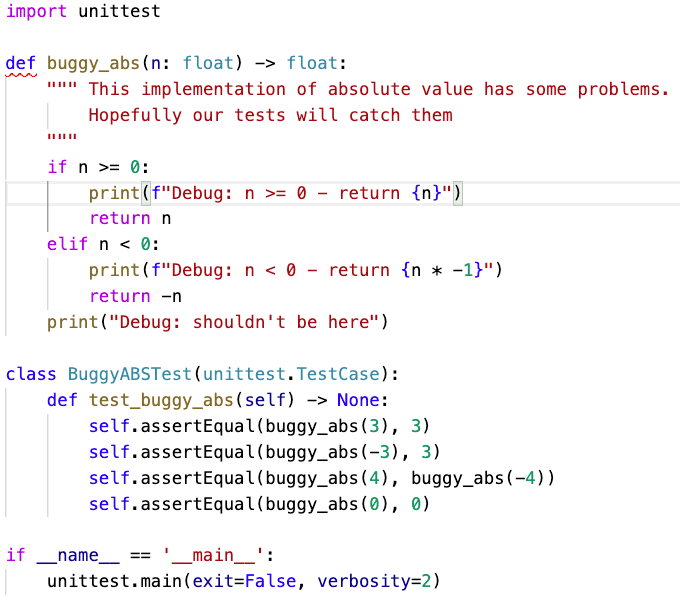 import unittest

def buggy_abs(n: float) -> float:
    """ This implementation of absolute value has some problems.
        Hopefully our tests will catch them
    """
    if n >= 0:
        print(f"Debug: n >= 0 - return {n}")
        return n
    elif n < 0:
        print(f"Debug: n < 0 - return {n * -1}")
        return -n
    print("Debug: shouldn't be here")

class BuggyABSTest(unittest.TestCase):
    def test_buggy_abs(self) -> None:
        self.assertEqual(buggy_abs(3), 3)
        self.assertEqual(buggy_abs(-3), 3)
        self.assertEqual(buggy_abs(4), buggy_abs(-4))
        self.assertEqual(buggy_abs(0), 0)

if __name__ == '__main__':
    unittest.main(exit=False, verbosity=2)